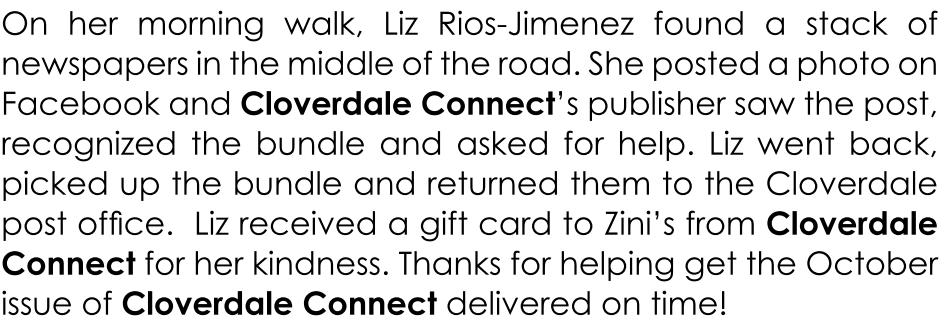 On her morning walk, Liz Rios-Jimenez found a stack of
newspapers in the middle of the road. She posted a photo on
Facebook and Cloverdale Connect’s publisher saw the post,
recognized the bundle and asked for help. Liz went back,
picked up the bundle and returned them to the Cloverdale
post office.  Liz received a gift card to Zini’s from Cloverdale
Connect for her kindness. Thanks for helping get the October
issue of Cloverdale Connect delivered on time!